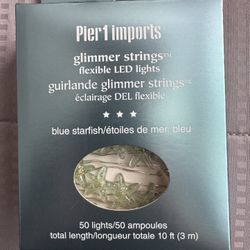 Pier1 imports
glimmer strings™
flexible LED lights
guirlande glimmer strings™
éclairage DEL flexible
blue starfish/étoiles de mer, bleu
50 lights/50 ampoules
total length/longueur totale 10 ft (3 m)